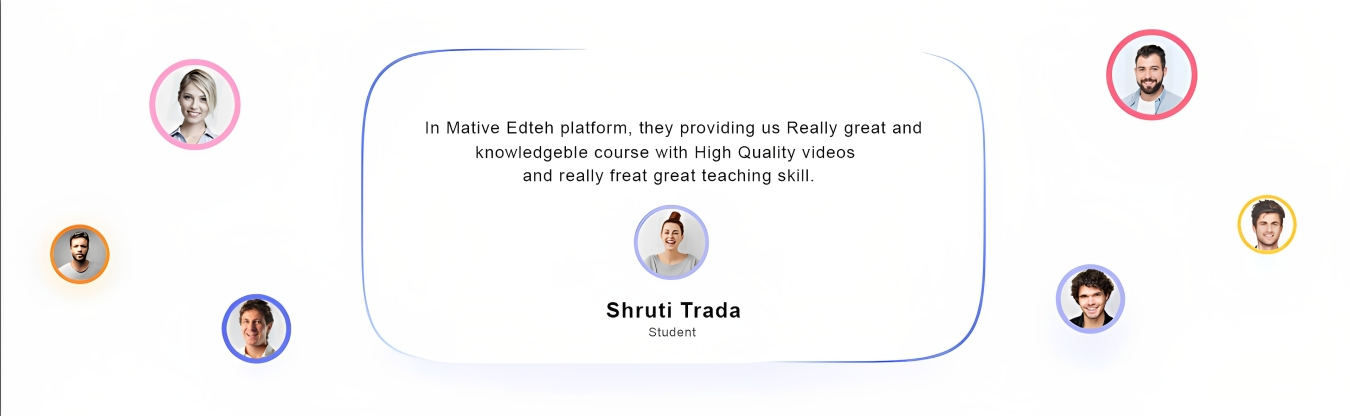 In Mative Edteh platform, they providing us Really great and
knowledgeble course with High Quality videos
and really freat great teaching skill.
Shruti Trada
Student